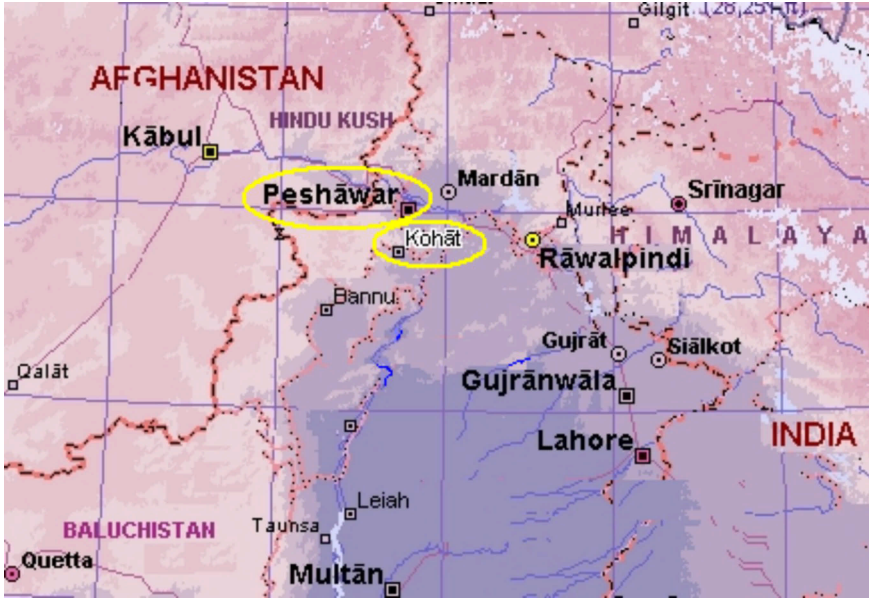 Gilgit
(28,251 ft)
AFGHANISTAN
HINDU KUSH
Kābul
Peshāwar
Mardān
Srīnagar
Murree
Kohāt
HIMALAYA
Rāwalpindi
Bannu
Gujrāt
Siālkot
Qalāt
Gujrānwāla
Lahore
INDIA
Leiah
Taunsa
BALUCHISTAN
Quetta
Multān